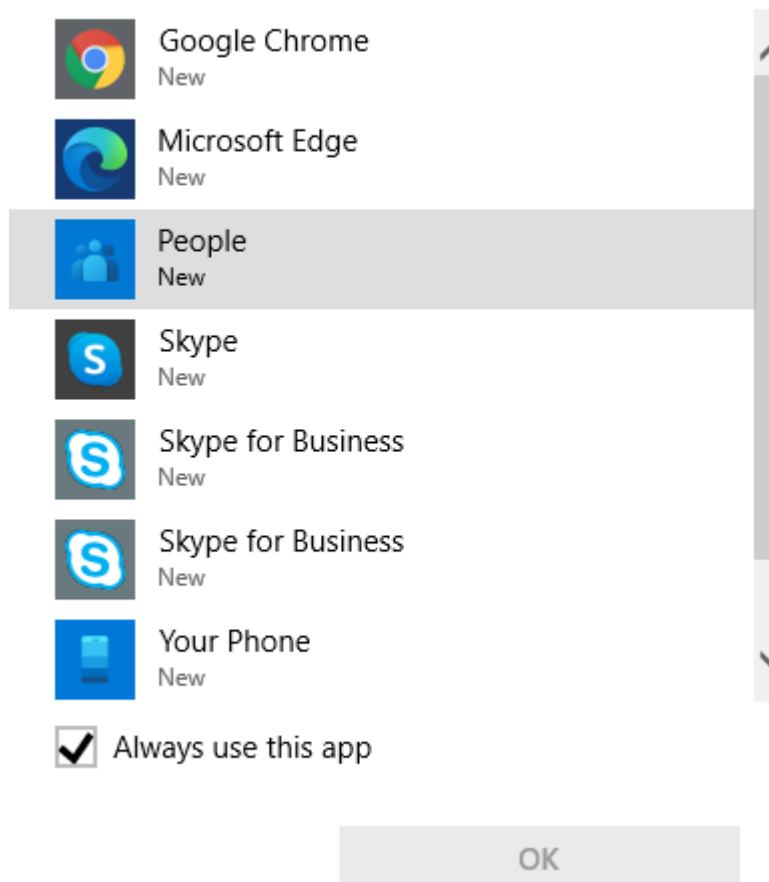 Google Chrome
New
Microsoft Edge
New
People
New
Skype
New
Skype for Business
New
Skype for Business
New
Your Phone
New
Always use this app
OK